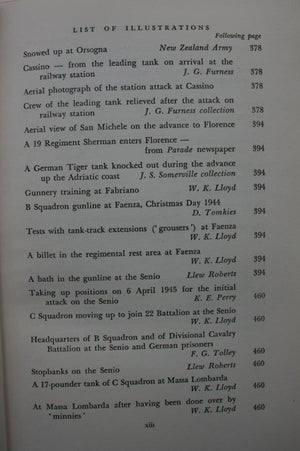 LIST OF ILLUSTRATIONS
Following page
Snowed up at Orsogna New Zealand Army 378
Cassino — from the leading tank on arrival at the
railway station J. G. Furness 378
Aerial photograph of the station attack at Cassino 378
Crew of the leading tank relieved after the attack on
railway station J. G. Furness collection 378
Aerial view of San Michele on the advance to Florence 394
A 19 Regiment Sherman enters Florence —
from Parade newspaper 394
A German Tiger tank knocked out during the advance
up the Adriatic coast J. S. Somerville collection 394
Gunnery training at Fabriano W. K. Lloyd 394
B Squadron gunline at Faenza, Christmas Day 1944
D. Tomkies 394
Tests with tank-track extensions ('grousers') at Faenza
W. K. Lloyd 394
A billet in the regimental rest area at Faenza
W. K. Lloyd 394
A bath in the gunline at the Senio Llew Roberts 460
Taking up positions on 6 April 1945 for the initial
attack on the Senio K. E. Perry 460
C Squadron moving up to join 22 Battalion at the Senio
W. K. Lloyd 460
Headquarters of B Squadron and of Divisional Cavalry
Battalion at the Senio and German prisoners
F. G. Tolley 460
Stopbanks on the Senio Llew Roberts 460
A 17-pounder tank of C Squadron at Massa Lombarda
W. K. Lloyd 460
At Massa Lombarda after having been done over by
'minnies' W. K. Lloyd 460
xiii